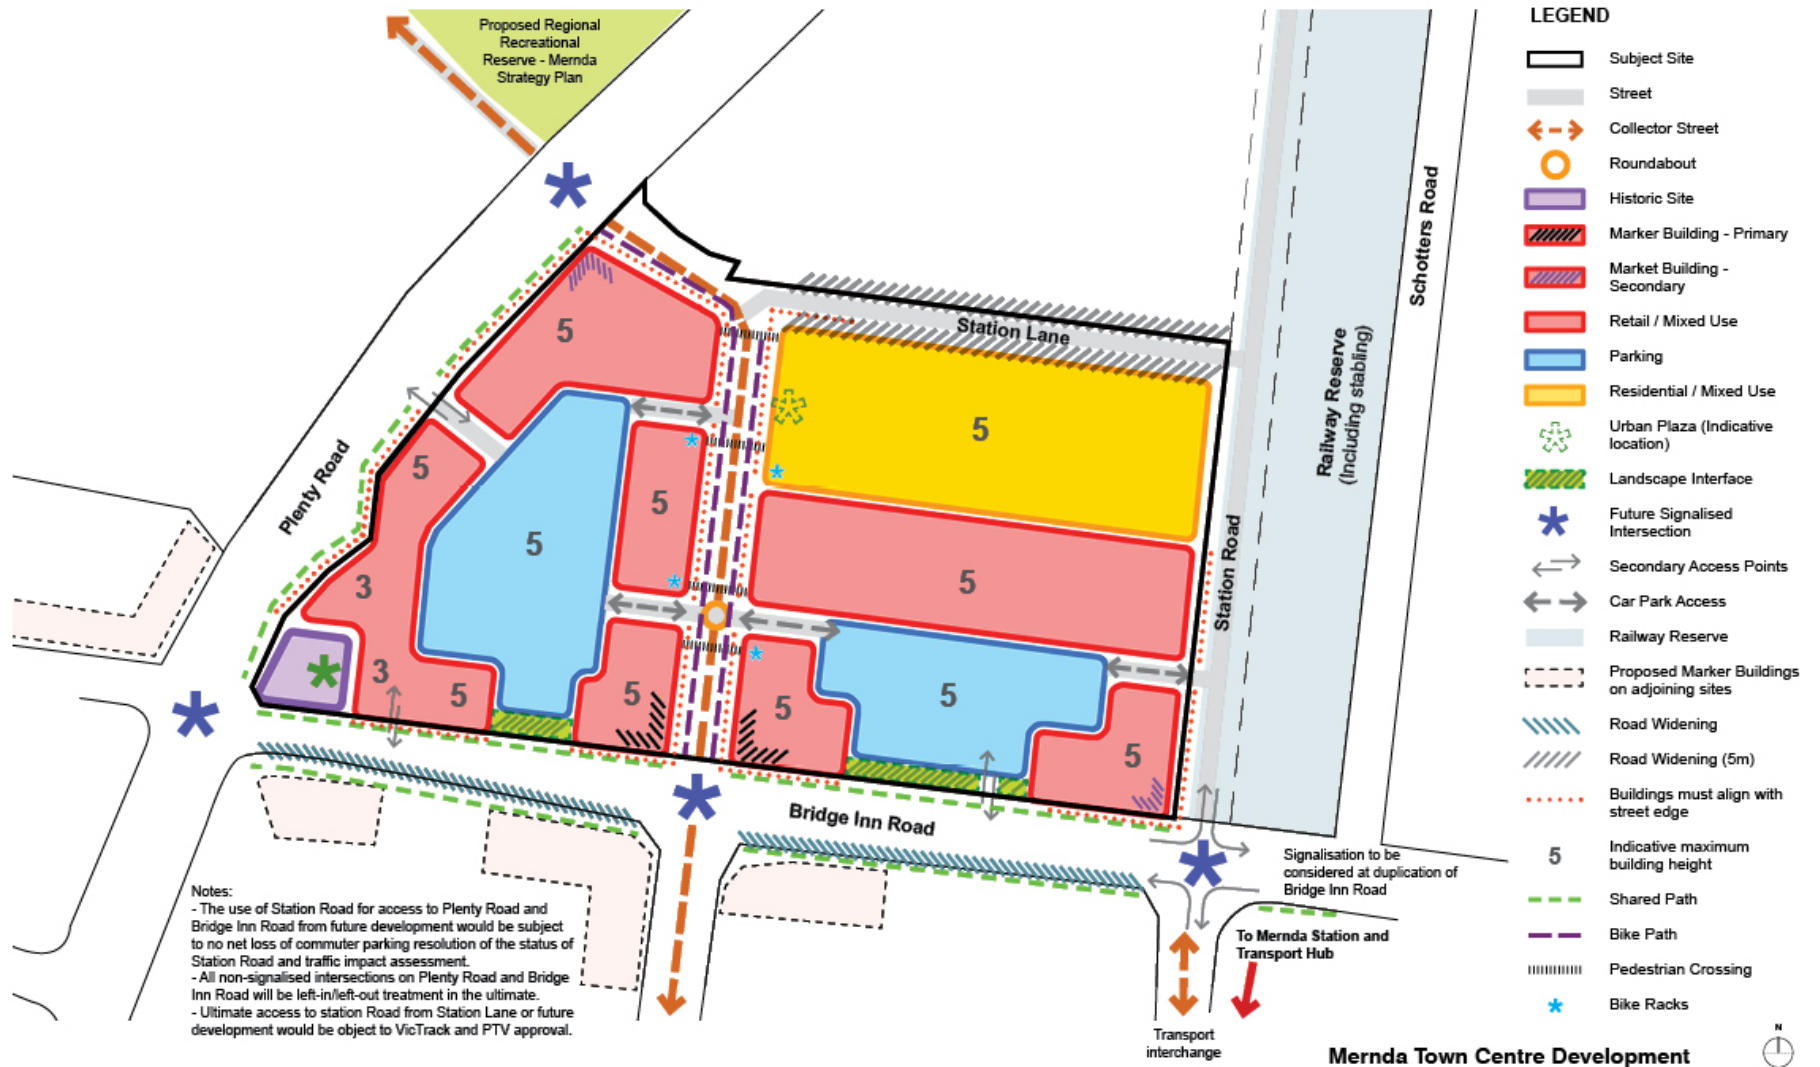 Proposed Regional
Recreational
Reserve - Mernda
Strategy Plan
Station Lane
Plenty Road
Station Road
Railway Reserve
(Including stabling)
Schotters Road
Bridge Inn Road
5
5
5
5
5
5
3
3
5
5
5
5
5
Signalisation to be
considered at duplication of
Bridge Inn Road
To Mernda Station and
Transport Hub
Transport
interchange
Notes:
- The use of Station Road for access to Plenty Road and
Bridge Inn Road from future development would be subject
to no net loss of commuter parking resolution of the status of
Station Road and traffic impact assessment.
- All non-signalised intersections on Plenty Road and Bridge
Inn Road will be left-in/left-out treatment in the ultimate.
- Ultimate access to station Road from Station Lane or future
development would be object to VicTrack and PTV approval.
LEGEND
Subject Site
Street
Collector Street
Roundabout
Historic Site
Marker Building - Primary
Market Building -
Secondary
Retail / Mixed Use
Parking
Residential / Mixed Use
Urban Plaza (Indicative
location)
Landscape Interface
Future Signalised
Intersection
Secondary Access Points
Car Park Access
Railway Reserve
Proposed Marker Buildings
on adjoining sites
Road Widening
Road Widening (5m)
Buildings must align with
street edge
5
Indicative maximum
building height
Shared Path
Bike Path
Pedestrian Crossing
Bike Racks
N
Mernda Town Centre Development